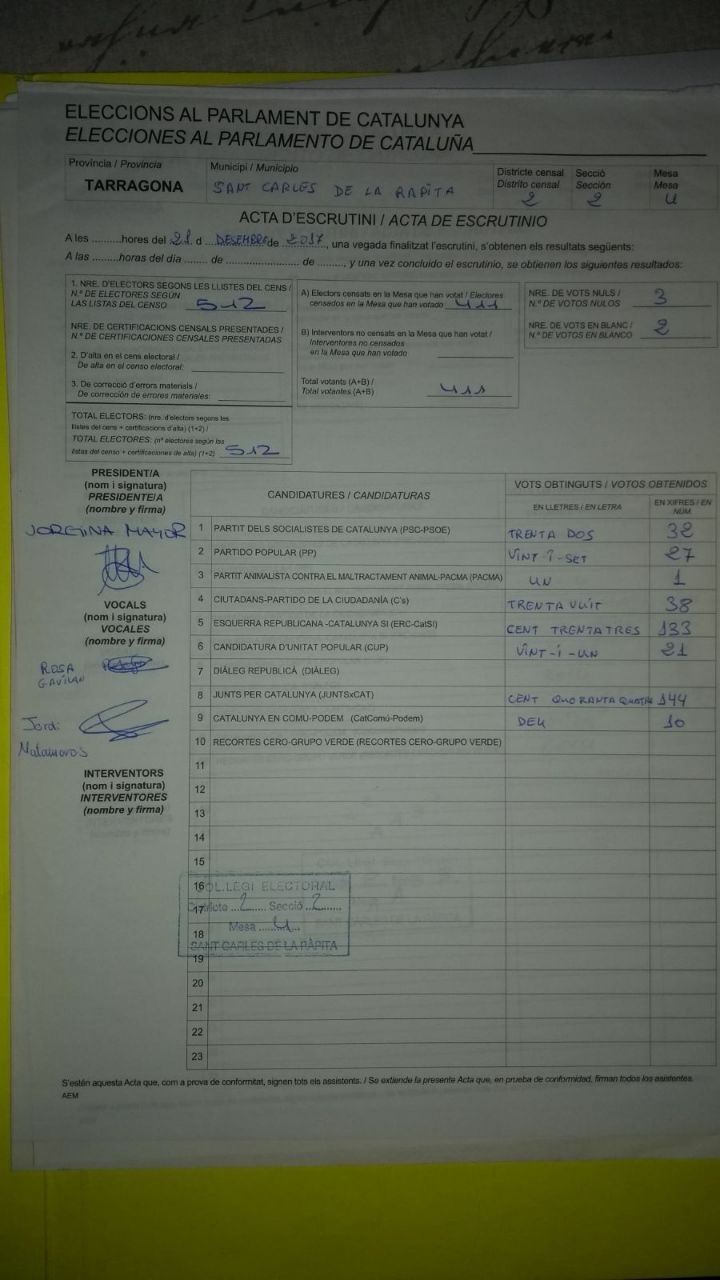 ELECCIONS AL PARLAMENT DE CATALUNYA
ELECCIONES AL PARLAMENTO DE CATALUÑA
Província / Provincia
TARRAGONA
Municipi / Municipio
SANT CARLES DE LA RÀPITA
Districte censal
Distrito censal
2
Secció
Sección
2
Mesa
Mesa
U
ACTA D'ESCRUTINI / ACTA DE ESCRUTINIO
A les .........hores del 21 d DESEMBRE de 2017, una vegada finalitzat l'escrutini, s'obtenen els resultats següents:
A las .........horas del día ...... de ........................ de ........, y una vez concluido el escrutinio, se obtienen los siguientes resultados:
1. NRE. D'ELECTORS SEGONS LES LLISTES DEL CENS /
N.º DE ELECTORES SEGÚN
LAS LISTAS DEL CENSO 512
NRE. DE CERTIFICACIONS CENSALS PRESENTADES /
N.º DE CERTIFICACIONES CENSALES PRESENTADAS
2. D'alta en el cens electoral /
De alta en el censo electoral:
3. De correcció d'errors materials /
De corrección de errores materiales:
TOTAL ELECTORS: (nre. d'electors segons les
llistes del cens + certificacions d'alta) (1+2) /
TOTAL ELECTORES: (nº electores según las
listas del censo + certificaciones de alta) (1+2) 512
A) Electors censats en la Mesa que han votat / Electores
censados en la Mesa que han votado 411
B) Interventors no censats en la Mesa que han votat /
Interventores no censados
en la Mesa que han votado
Total votants (A+B) /
Total votantes (A+B) 411
NRE. DE VOTS NULS /
N.º DE VOTOS NULOS 3
NRE. DE VOTS EN BLANC /
N.º DE VOTOS EN BLANCO 2
PRESIDENT/A
(nom i signatura)
PRESIDENTE/A
(nombre y firma)
JORGINA MAYOR
VOCALS
(nom i signatura)
VOCALES
(nombre y firma)
ROSA
GAVILAN
Jordi
Matamoros
INTERVENTORS
(nom i signatura)
INTERVENTORES
(nombre y firma)
CANDIDATURES / CANDIDATURAS
VOTS OBTINGUTS / VOTOS OBTENIDOS
EN LLETRES / EN LETRA
EN XIFRES / EN NÚM
1 PARTIT DELS SOCIALISTES DE CATALUNYA (PSC-PSOE) TRENTA DOS 32
2 PARTIDO POPULAR (PP) VINT-I-SET 27
3 PARTIT ANIMALISTA CONTRA EL MALTRACTAMENT ANIMAL-PACMA (PACMA) UN 1
4 CIUTADANS-PARTIDO DE LA CIUDADANÍA (C's) TRENTA VUIT 38
5 ESQUERRA REPUBLICANA-CATALUNYA SÍ (ERC-CatSí) CENT TRENTA TRES 133
6 CANDIDATURA D'UNITAT POPULAR (CUP) VINT-I-UN 21
7 DIÀLEG REPUBLICÀ (DIÀLEG)
8 JUNTS PER CATALUNYA (JUNTSxCAT) CENT QUORANTA QUATRE 144
9 CATALUNYA EN COMÚ-PODEM (CatComú-Podem) DEU 10
10 RECORTES CERO-GRUPO VERDE (RECORTES CERO-GRUPO VERDE)
11
12
13
14
15
16
17
18
19
20
21
22
23
COL.LEGI ELECTORAL
Districte ...2...... Secció ..2......
Mesa .....U....
SANT CARLES DE LA RÀPITA
S'estén aquesta Acta que, com a prova de conformitat, signen tots els assistents. / Se extiende la presente Acta que, en prueba de conformidad, firman todos los asistentes.
AEM